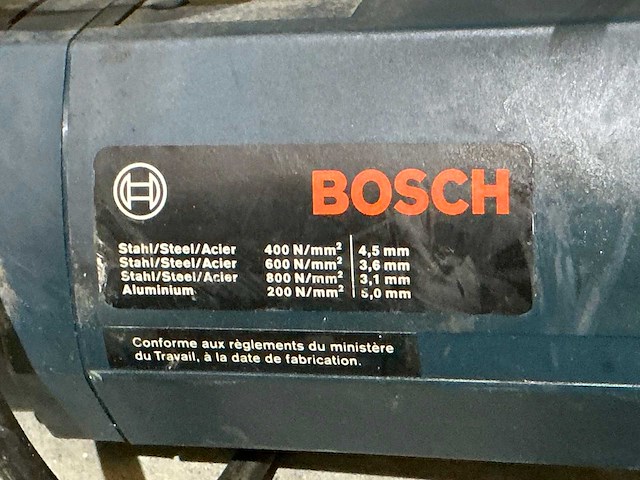 BOSCH
Stahl/Steel/Acier 400 N/mm² 4,5 mm
Stahl/Steel/Acier 600 N/mm² 3,6 mm
Stahl/Steel/Acier 800 N/mm² 3,1 mm
Aluminium 200 N/mm² 5,0 mm
Conforme aux règlements du ministère
du Travail, à la date de fabrication.